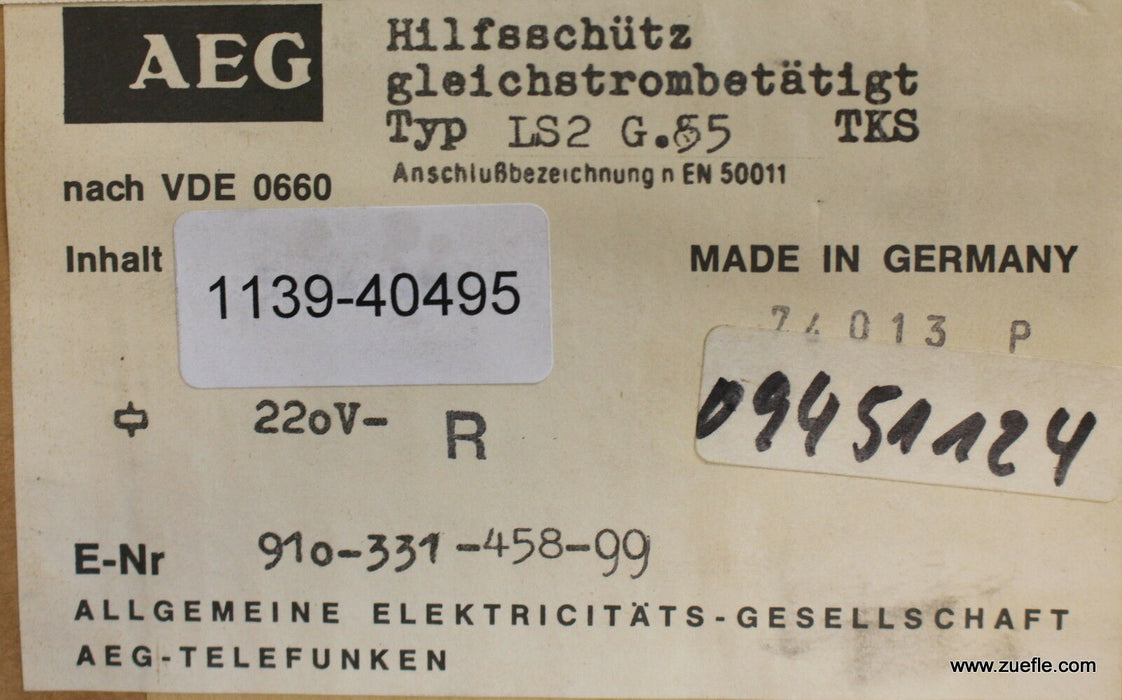 AEG
Hilfsschütz
gleichstrombetätigt
Typ LS2 G.55 TKS
Anschlußbezeichnung n EN 50011
nach VDE 0660
Inhalt
1139-40495
MADE IN GERMANY
74013 P
09451124
220V- R
E-Nr 910-331-458-99
ALLGEMEINE ELEKTRICITÄTS-GESELLSCHAFT
AEG-TELEFUNKEN
www.zuefle.com